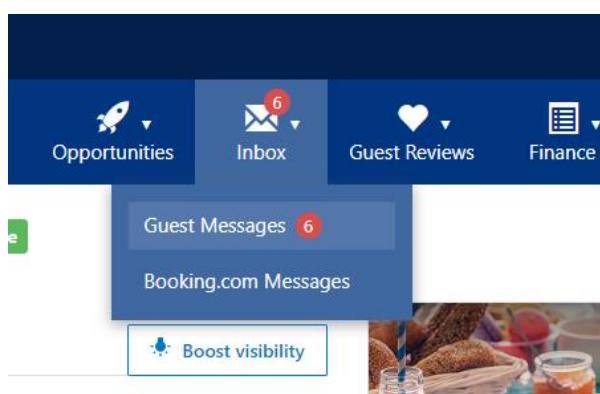 6
Opportunities Inbox Guest Reviews Finance
Guest Messages 6
Booking.com Messages
Boost visibility